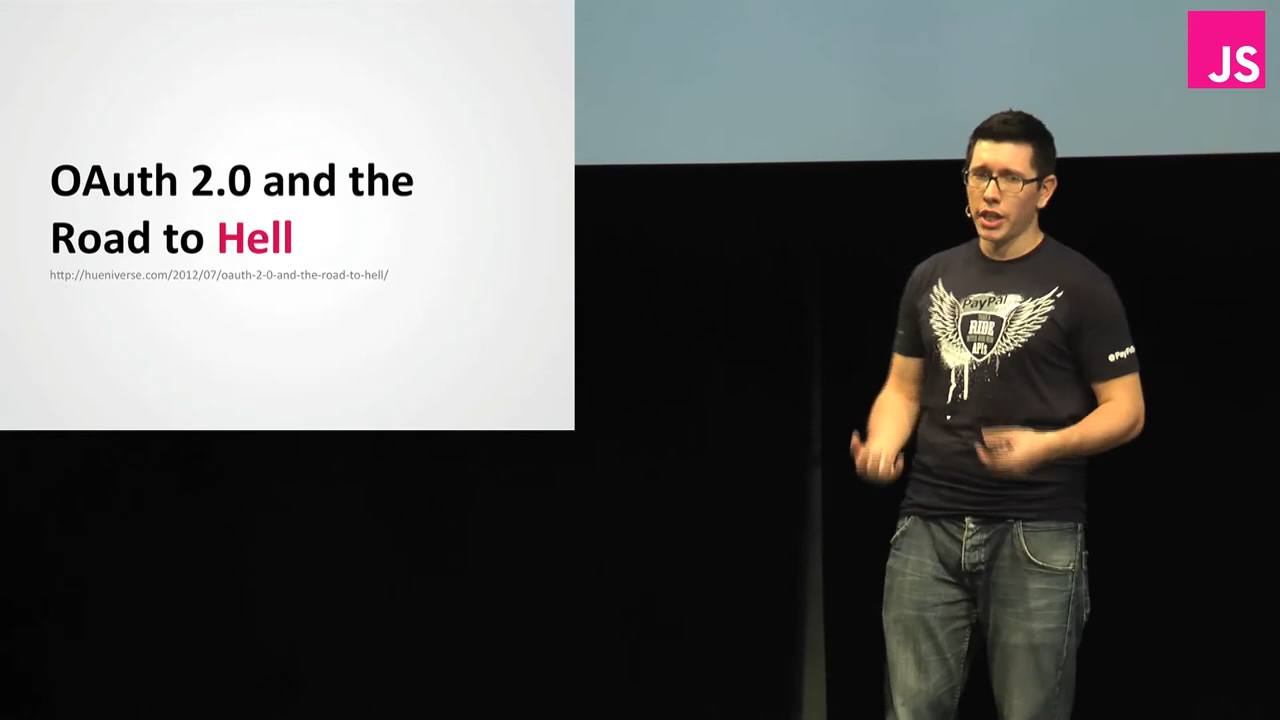 OAuth 2.0 and the
Road to Hell
http://hueniverse.com/2012/07/oauth-2-0-and-the-road-to-hell/
JS
PayPal
RIDE
APIs
@PayPal